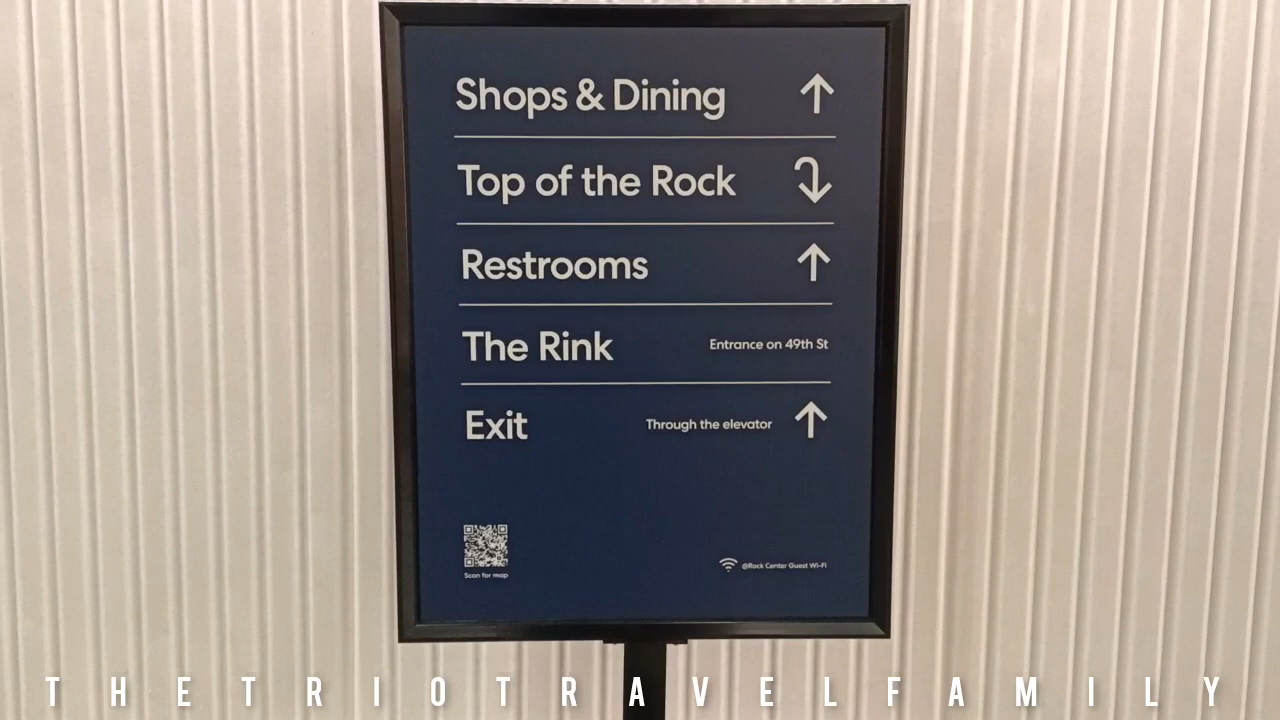 Shops & Dining
Top of the Rock
Restrooms
The Rink Entrance on 49th St
Exit Through the elevator
Scan for map
@Rock Center Guest Wi-Fi
THETRIOTRAVELFAMILY